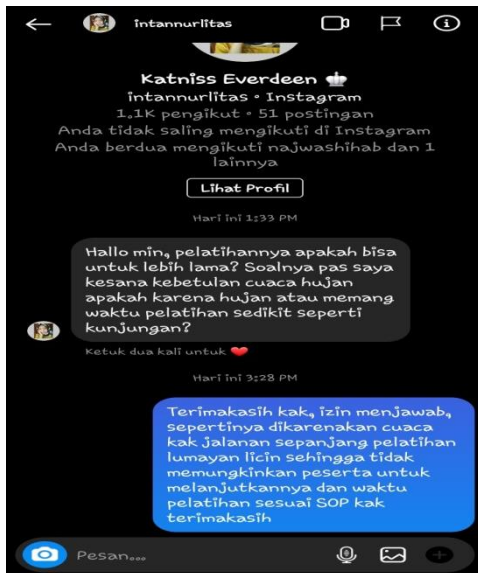 intannurlitas
Katniss Everdeen
intannurlitas • Instagram
1,1K pengikut • 51 postingan
Anda tidak saling mengikuti di Instagram
Anda berdua mengikuti najwashihab dan 1
lainnya
Lihat Profil
Hari ini 1:33 PM
Hallo min, pelatihannya apakah bisa
untuk lebih lama? Soalnya pas saya
kesana kebetulan cuaca hujan
apakah karena hujan atau memang
waktu pelatihan sedikit seperti
kunjungan?
Ketuk dua kali untuk ❤️
Hari ini 3:28 PM
Terimakasih kak, izin menjawab,
sepertinya dikarenakan cuaca
kak jalanan sepanjang pelatihan
lumayan licin sehingga tidak
memungkinkan peserta untuk
melanjutkannya dan waktu
pelatihan sesuai SOP kak
terimakasih
Pesan...